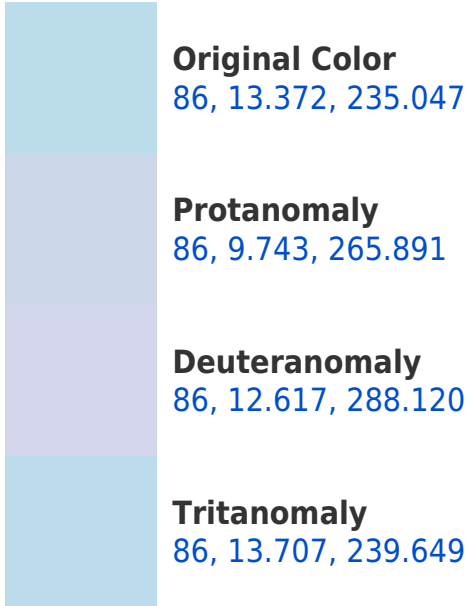 Original Color
86, 13.372, 235.047
Protanomaly
86, 9.743, 265.891
Deuteranomaly
86, 12.617, 288.120
Tritanomaly
86, 13.707, 239.649